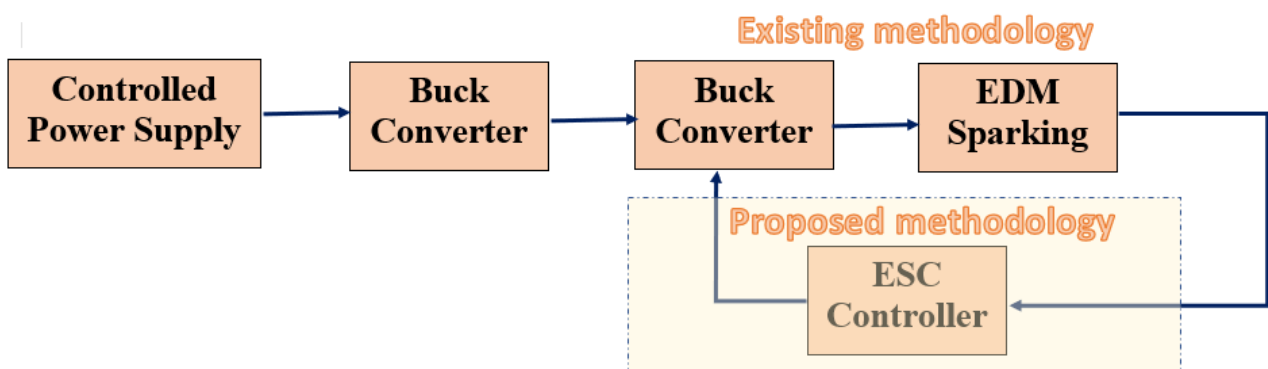 Existing methodology
Controlled
Power Supply
Buck
Converter
Buck
Converter
EDM
Sparking
Proposed methodology
ESC
Controller